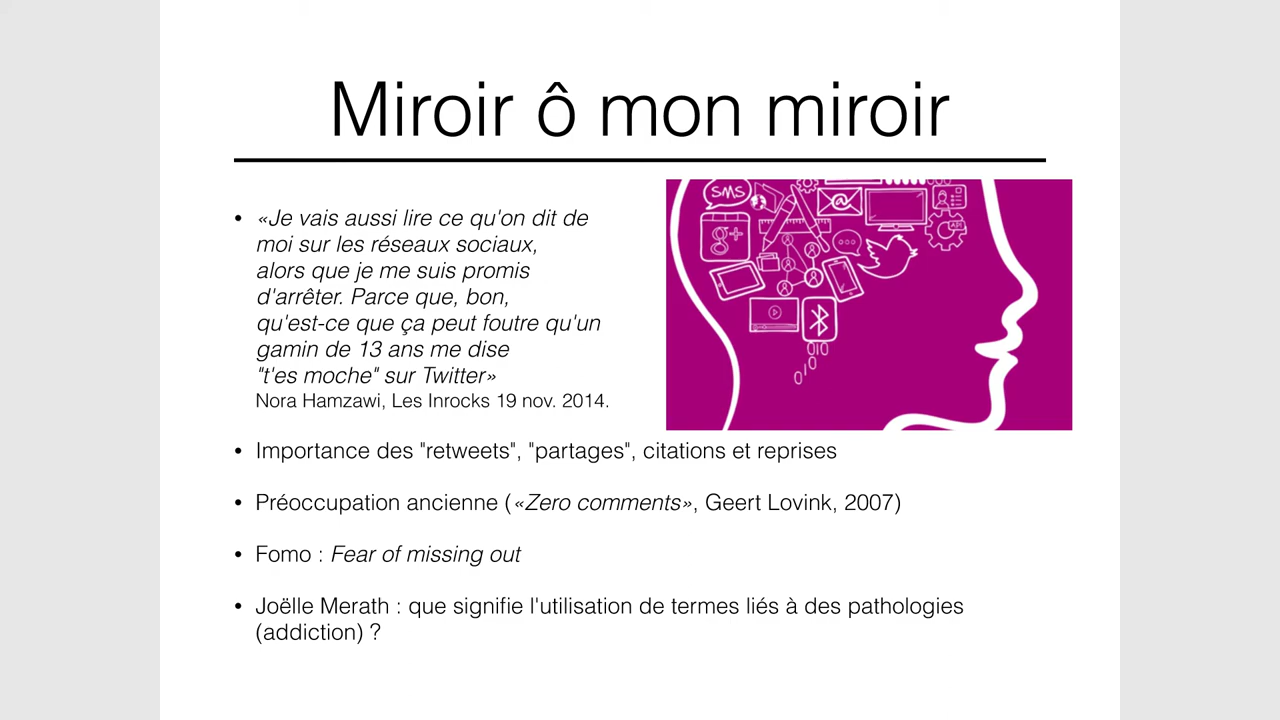 Miroir ô mon miroir
• «Je vais aussi lire ce qu'on dit de
moi sur les réseaux sociaux,
alors que je me suis promis
d'arrêter. Parce que, bon,
qu'est-ce que ça peut foutre qu'un
gamin de 13 ans me dise
"t'es moche" sur Twitter»
Nora Hamzawi, Les Inrocks 19 nov. 2014.
SMS
@
g+
API
• Importance des "retweets", "partages", citations et reprises
• Préoccupation ancienne («Zero comments», Geert Lovink, 2007)
• Fomo : Fear of missing out
• Joëlle Merath : que signifie l'utilisation de termes liés à des pathologies
(addiction) ?